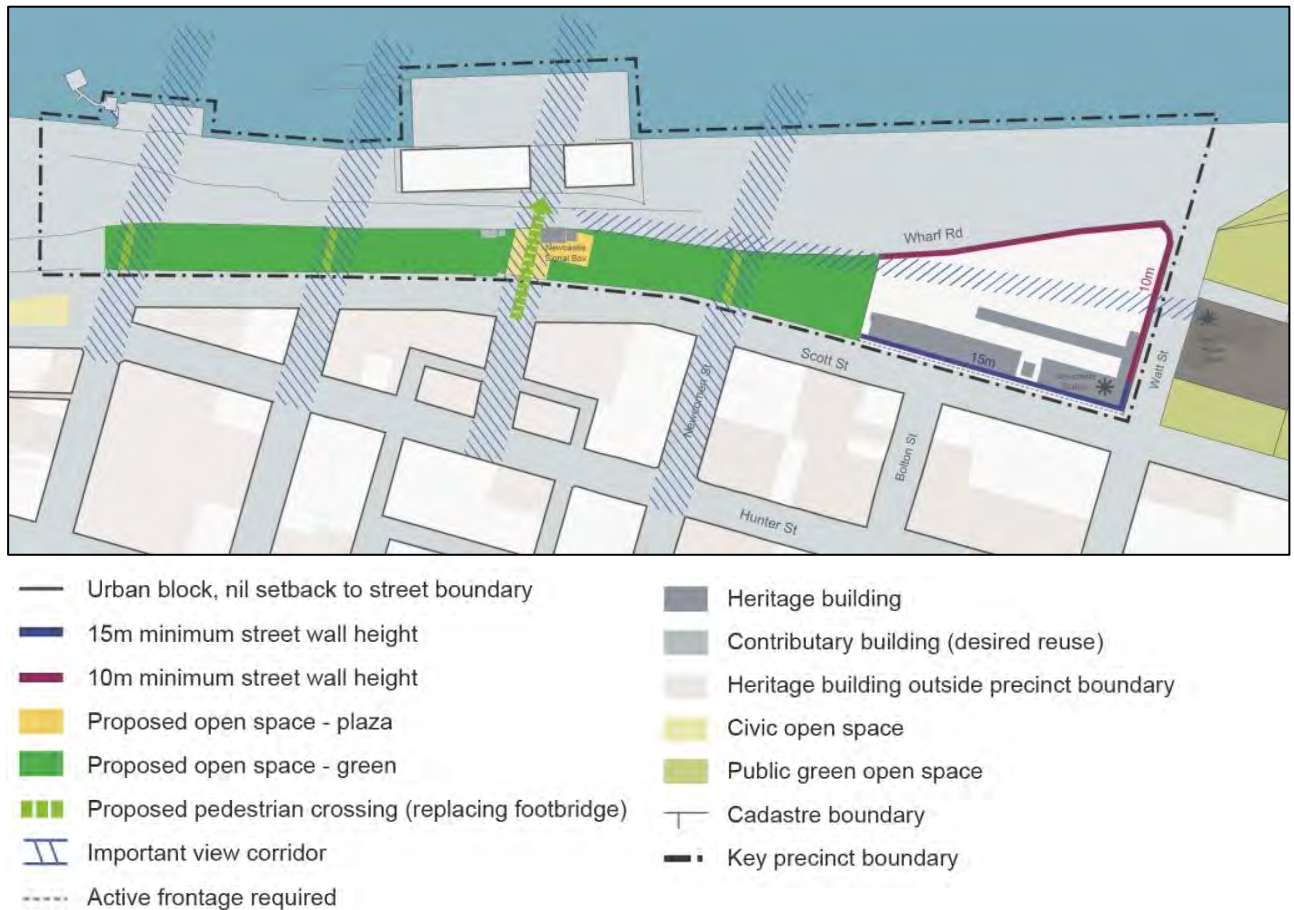 Wharf Rd
Newcastle
Signal Box
10m
15m
Scott St
Watt St
Newcomen St
Bolton St
Hunter St
Urban block, nil setback to street boundary
15m minimum street wall height
10m minimum street wall height
Proposed open space - plaza
Proposed open space - green
Proposed pedestrian crossing (replacing footbridge)
Important view corridor
Active frontage required
Heritage building
Contributary building (desired reuse)
Heritage building outside precinct boundary
Civic open space
Public green open space
Cadastre boundary
Key precinct boundary